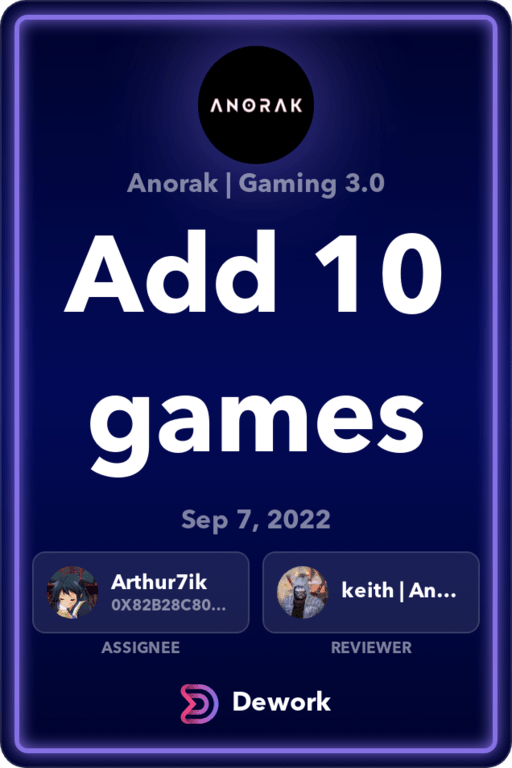 ANORAK
Anorak | Gaming 3.0
Add 10
games
Sep 7, 2022
Arthur7ik
0X82B28C80...
keith | An...
ASSIGNEE
REVIEWER
Dework